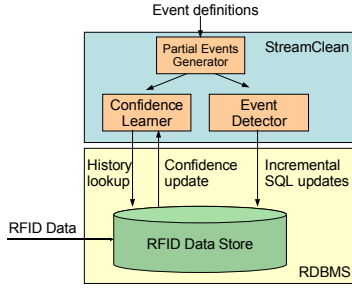 Event definitions
StreamClean
Partial Events
Generator
Confidence
Learner
Event
Detector
History
lookup
Confidence
update
Incremental
SQL updates
RFID Data
RFID Data Store
RDBMS